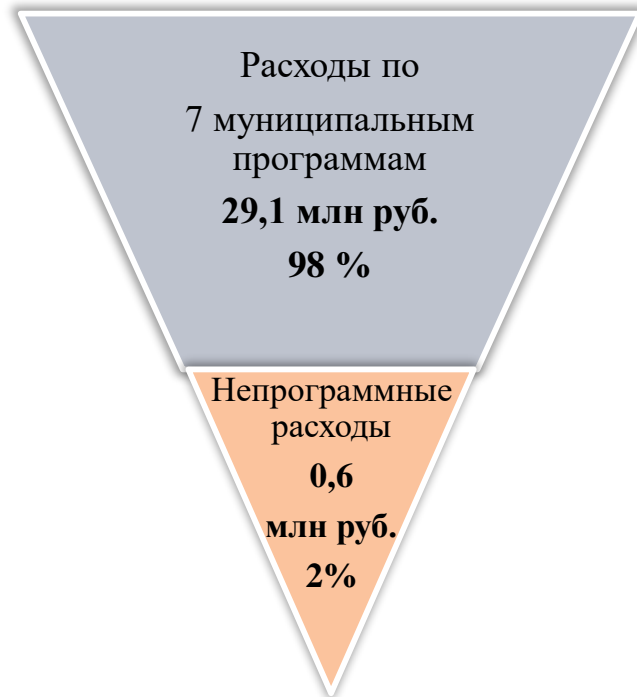 Расходы по
7 муниципальным
программам
29,1 млн руб.
98 %
Непрограммные
расходы
0,6
млн руб.
2%